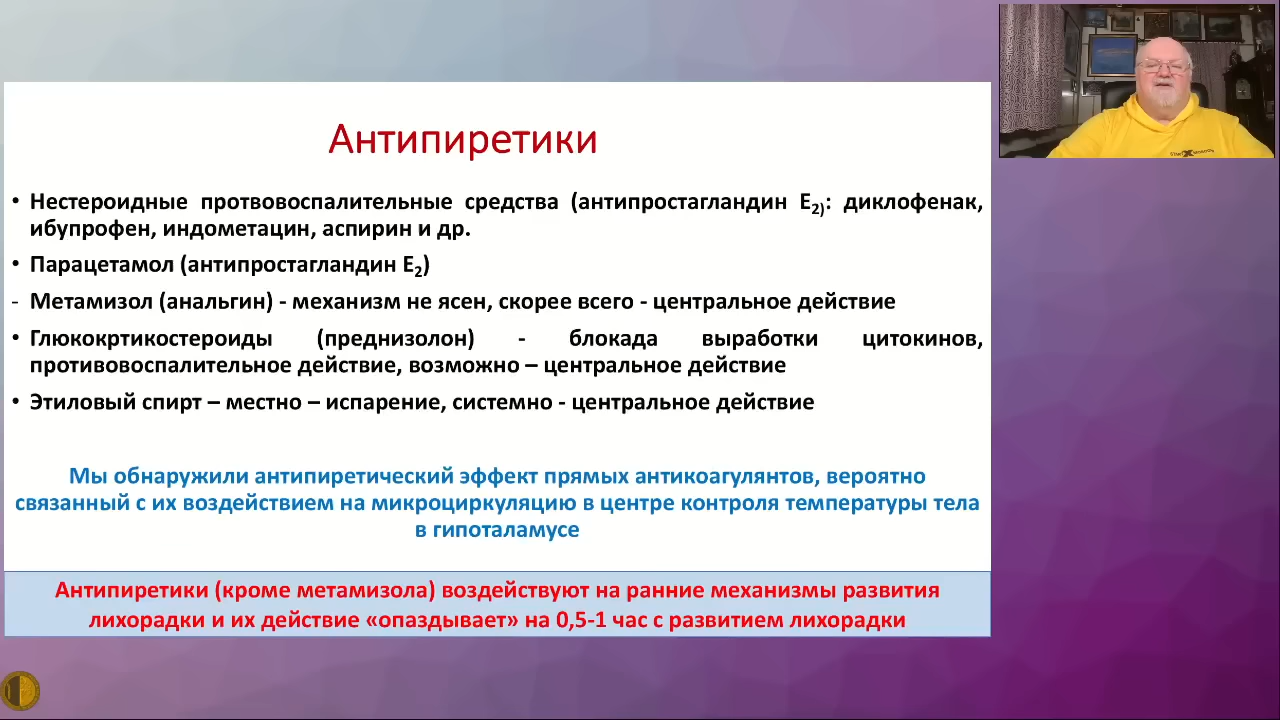 Антипиретики
• Нестероидные протвовоспалительные средства (антипростагландин Е2): диклофенак,
ибупрофен, индометацин, аспирин и др.
• Парацетамол (антипростагландин Е2)
- Метамизол (анальгин) - механизм не ясен, скорее всего - центральное действие
• Глюкокртикостероиды (преднизолон) - блокада выработки цитокинов,
противовоспалительное действие, возможно – центральное действие
• Этиловый спирт – местно – испарение, системно - центральное действие
Мы обнаружили антипиретический эффект прямых антикоагулянтов, вероятно
связанный с их воздействием на микроциркуляцию в центре контроля температуры тела
в гипоталамусе
Антипиретики (кроме метамизола) воздействуют на ранние механизмы развития
лихорадки и их действие «опаздывает» на 0,5-1 час с развитием лихорадки